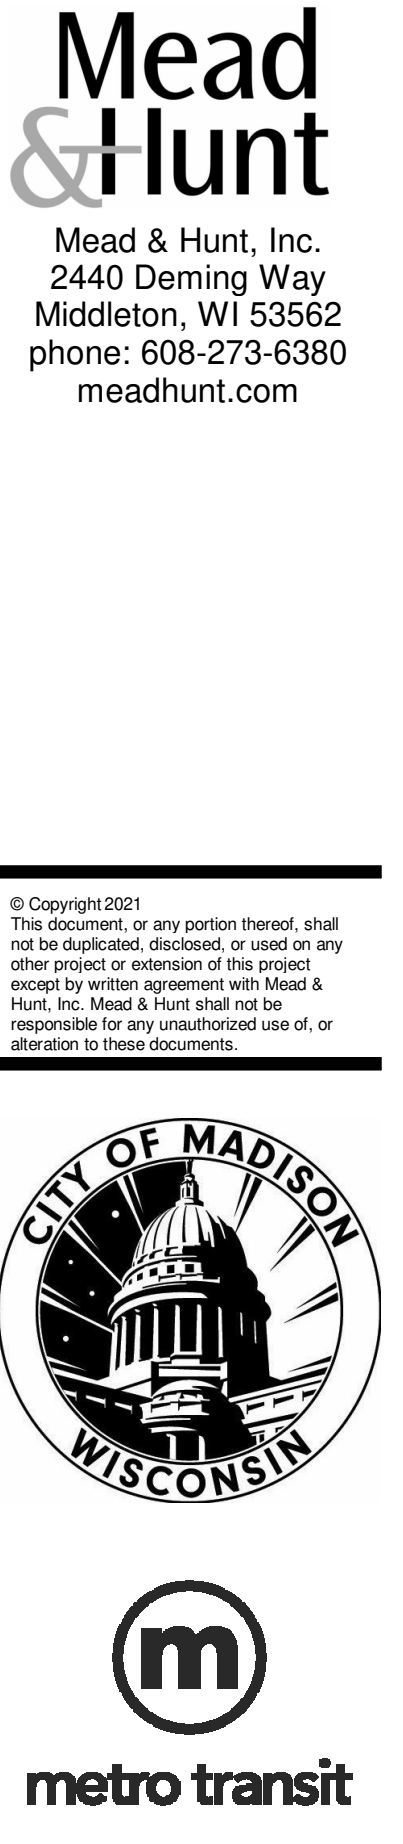 Mead
&Hunt
Mead & Hunt, Inc.
2440 Deming Way
Middleton, WI 53562
phone: 608-273-6380
meadhunt.com
© Copyright 2021
This document, or any portion thereof, shall
not be duplicated, disclosed, or used on any
other project or extension of this project
except by written agreement with Mead &
Hunt, Inc. Mead & Hunt shall not be
responsible for any unauthorized use of, or
alteration to these documents.
CITY OF MADISON
WISCONSIN
m
metro transit